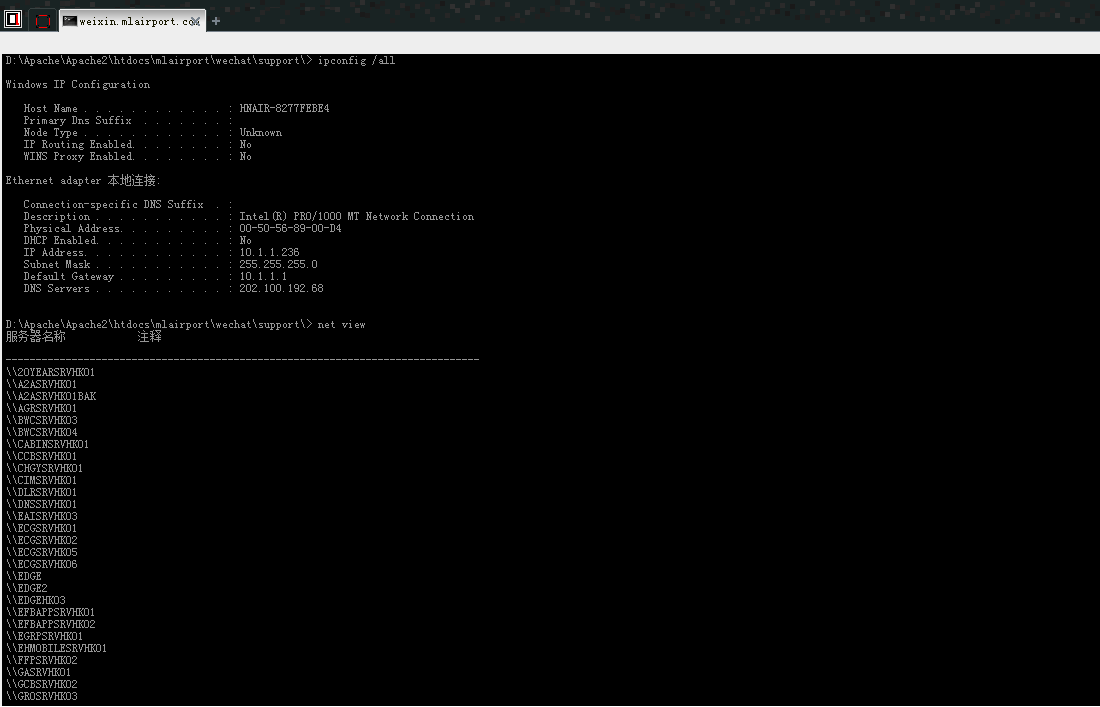 weixin.mlairport.com
D:\Apache\Apache2\htdocs\mlairport\wechat\support\> ipconfig /all
Windows IP Configuration
Host Name . . . . . . . . . . . . : HNAIR-8277FEBE4
Primary Dns Suffix . . . . . . . :
Node Type . . . . . . . . . . . . : Unknown
IP Routing Enabled. . . . . . . . : No
WINS Proxy Enabled. . . . . . . . : No
Ethernet adapter 本地连接:
Connection-specific DNS Suffix . :
Description . . . . . . . . . . . : Intel(R) PRO/1000 MT Network Connection
Physical Address. . . . . . . . . : 00-50-56-89-00-D4
DHCP Enabled. . . . . . . . . . . : No
IP Address. . . . . . . . . . . . : 10.1.1.236
Subnet Mask . . . . . . . . . . . : 255.255.255.0
Default Gateway . . . . . . . . . : 10.1.1.1
DNS Servers . . . . . . . . . . . : 202.100.192.68
D:\Apache\Apache2\htdocs\mlairport\wechat\support\> net view
服务器名称 注释
-------------------------------------------------------------------------------
\\20YEARSRVHK01
\\A2ASRVHK01
\\A2ASRVHK01BAK
\\AGRSRVHK01
\\BWCSRVHK03
\\BWCSRVHK04
\\CABINSRVHK01
\\CCBSRVHK01
\\CHGYSRVHK01
\\CIMSRVHK01
\\DLRSRVHK01
\\DNSSRVHK01
\\EAISRVHK03
\\ECGSRVHK01
\\ECGSRVHK02
\\ECGSRVHK05
\\ECGSRVHK06
\\EDGE
\\EDGE2
\\EDGEHK03
\\EFBAPPSRVHK01
\\EFBAPPSRVHK02
\\EGRPSRVHK01
\\EHMOBILESRVHK01
\\FFPSRVHK02
\\GASRVHK01
\\GCBSRVHK02
\\GROSRVHK03